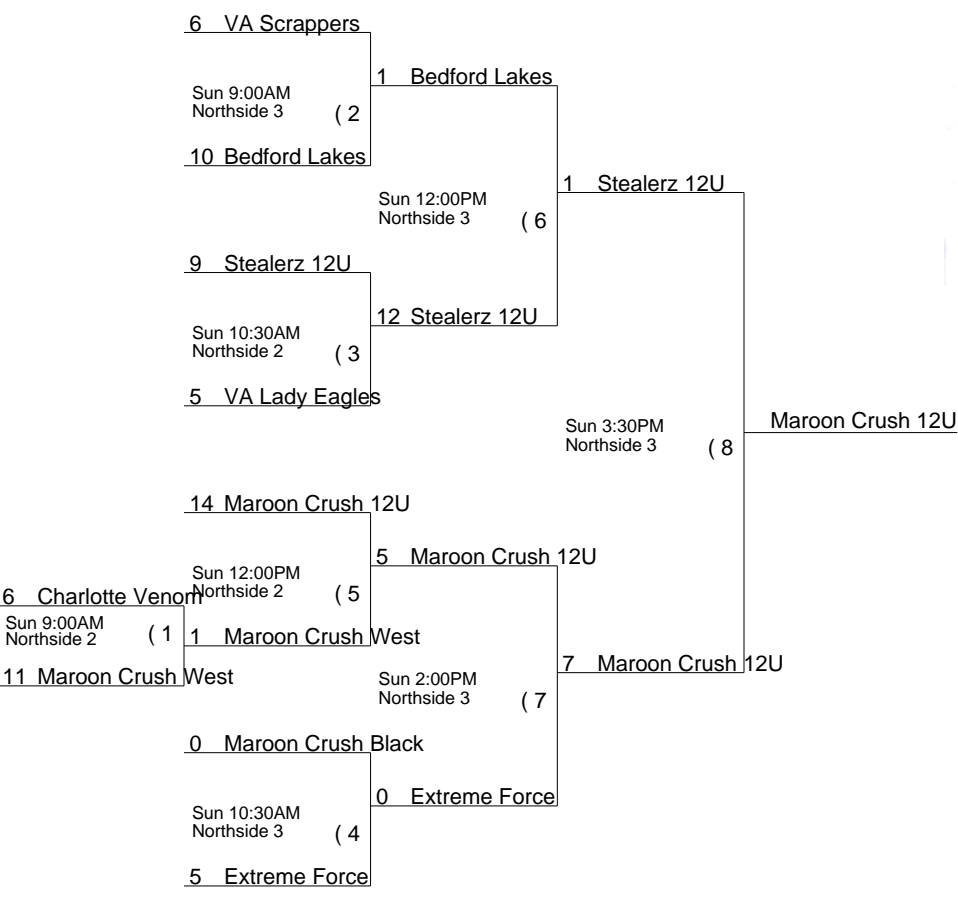 6 VA Scrappers
1 Bedford Lakes
Sun 9:00AM
Northside 3 ( 2
10 Bedford Lakes
1 Stealerz 12U
Sun 12:00PM
Northside 3 ( 6
9 Stealerz 12U
12 Stealerz 12U
Sun 10:30AM
Northside 2 ( 3
5 VA Lady Eagles
Maroon Crush 12U
Sun 3:30PM
Northside 3 ( 8
14 Maroon Crush 12U
5 Maroon Crush 12U
Sun 12:00PM
Northside 2 ( 5
6 Charlotte Venom
Sun 9:00AM
Northside 2 ( 1
1 Maroon Crush West
11 Maroon Crush West
7 Maroon Crush 12U
Sun 2:00PM
Northside 3 ( 7
0 Maroon Crush Black
0 Extreme Force
Sun 10:30AM
Northside 3 ( 4
5 Extreme Force